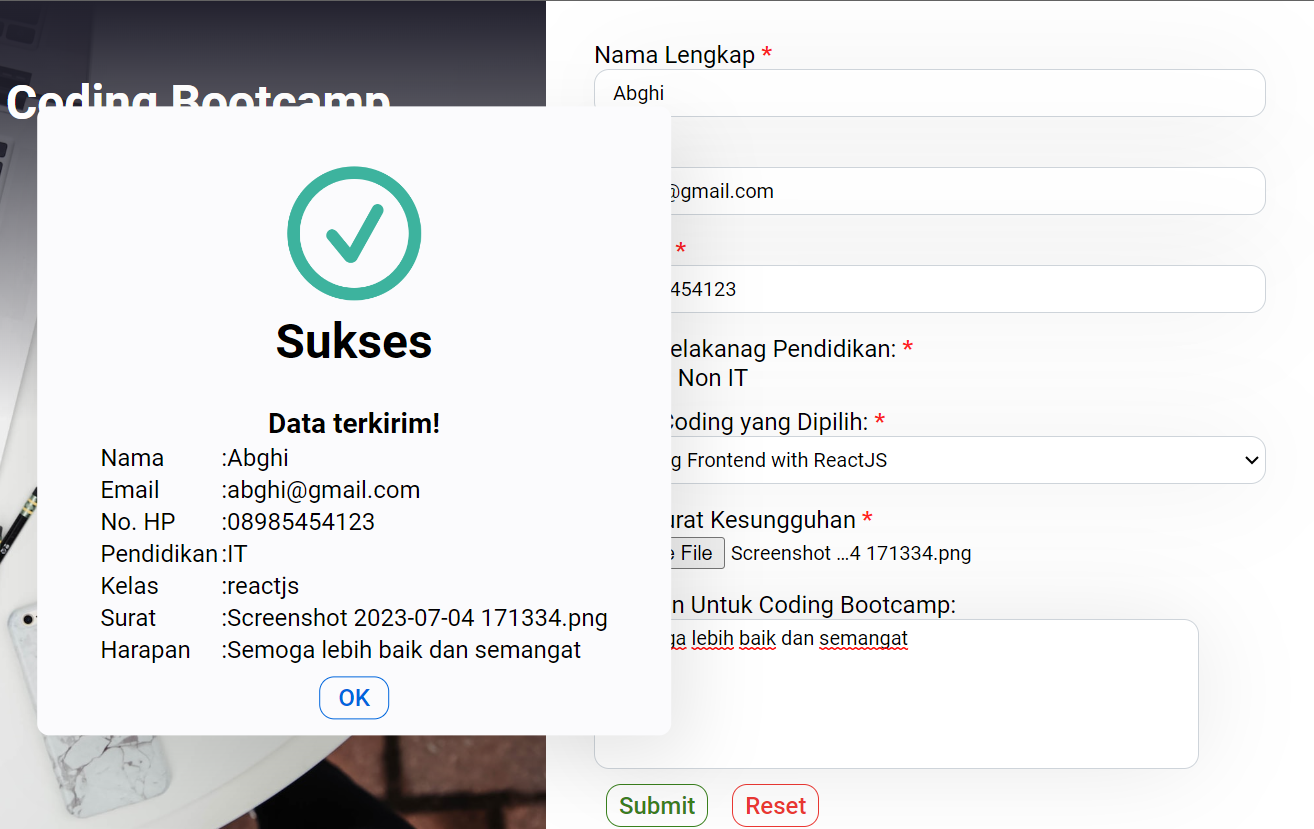 Coding Bootcamp
Sukses
Data terkirim!
Nama :Abghi
Email :abghi@gmail.com
No. HP :08985454123
Pendidikan :IT
Kelas :reactjs
Surat :Screenshot 2023-07-04 171334.png
Harapan :Semoga lebih baik dan semangat
OK
Nama Lengkap *
Abghi
@gmail.com
*
454123
elakanag Pendidikan: *
Non IT
Coding yang Dipilih: *
g Frontend with ReactJS
urat Kesungguhan *
e File Screenshot ...4 171334.png
n Untuk Coding Bootcamp:
ga lebih baik dan semangat
Submit Reset